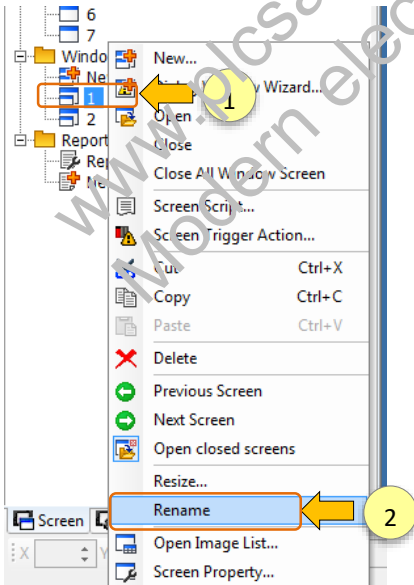 6
7
Windo
Ne
1
2
Report
Rep
Ne
New...
Wizard...
Open
Close
Close All Window Screen
Screen Script...
Screen Trigger Action...
Cut Ctrl+X
Copy Ctrl+C
Paste Ctrl+V
Delete
Previous Screen
Next Screen
Open closed screens
Resize...
Rename
Open Image List...
Screen Property...
1
2
Screen
X
Y
www.plcsa
Modern elec